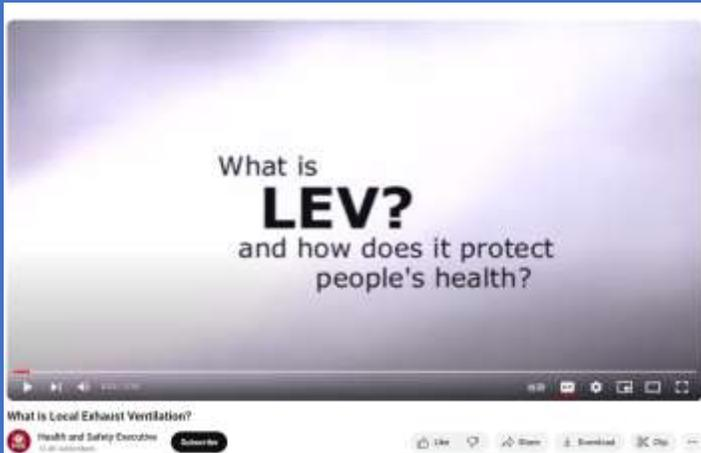 What is
LEV?
and how does it protect
people's health?
What is Local Exhaust Ventilation?
Health and Safety Executive
Subscribe
Like
Share
Download
Clip